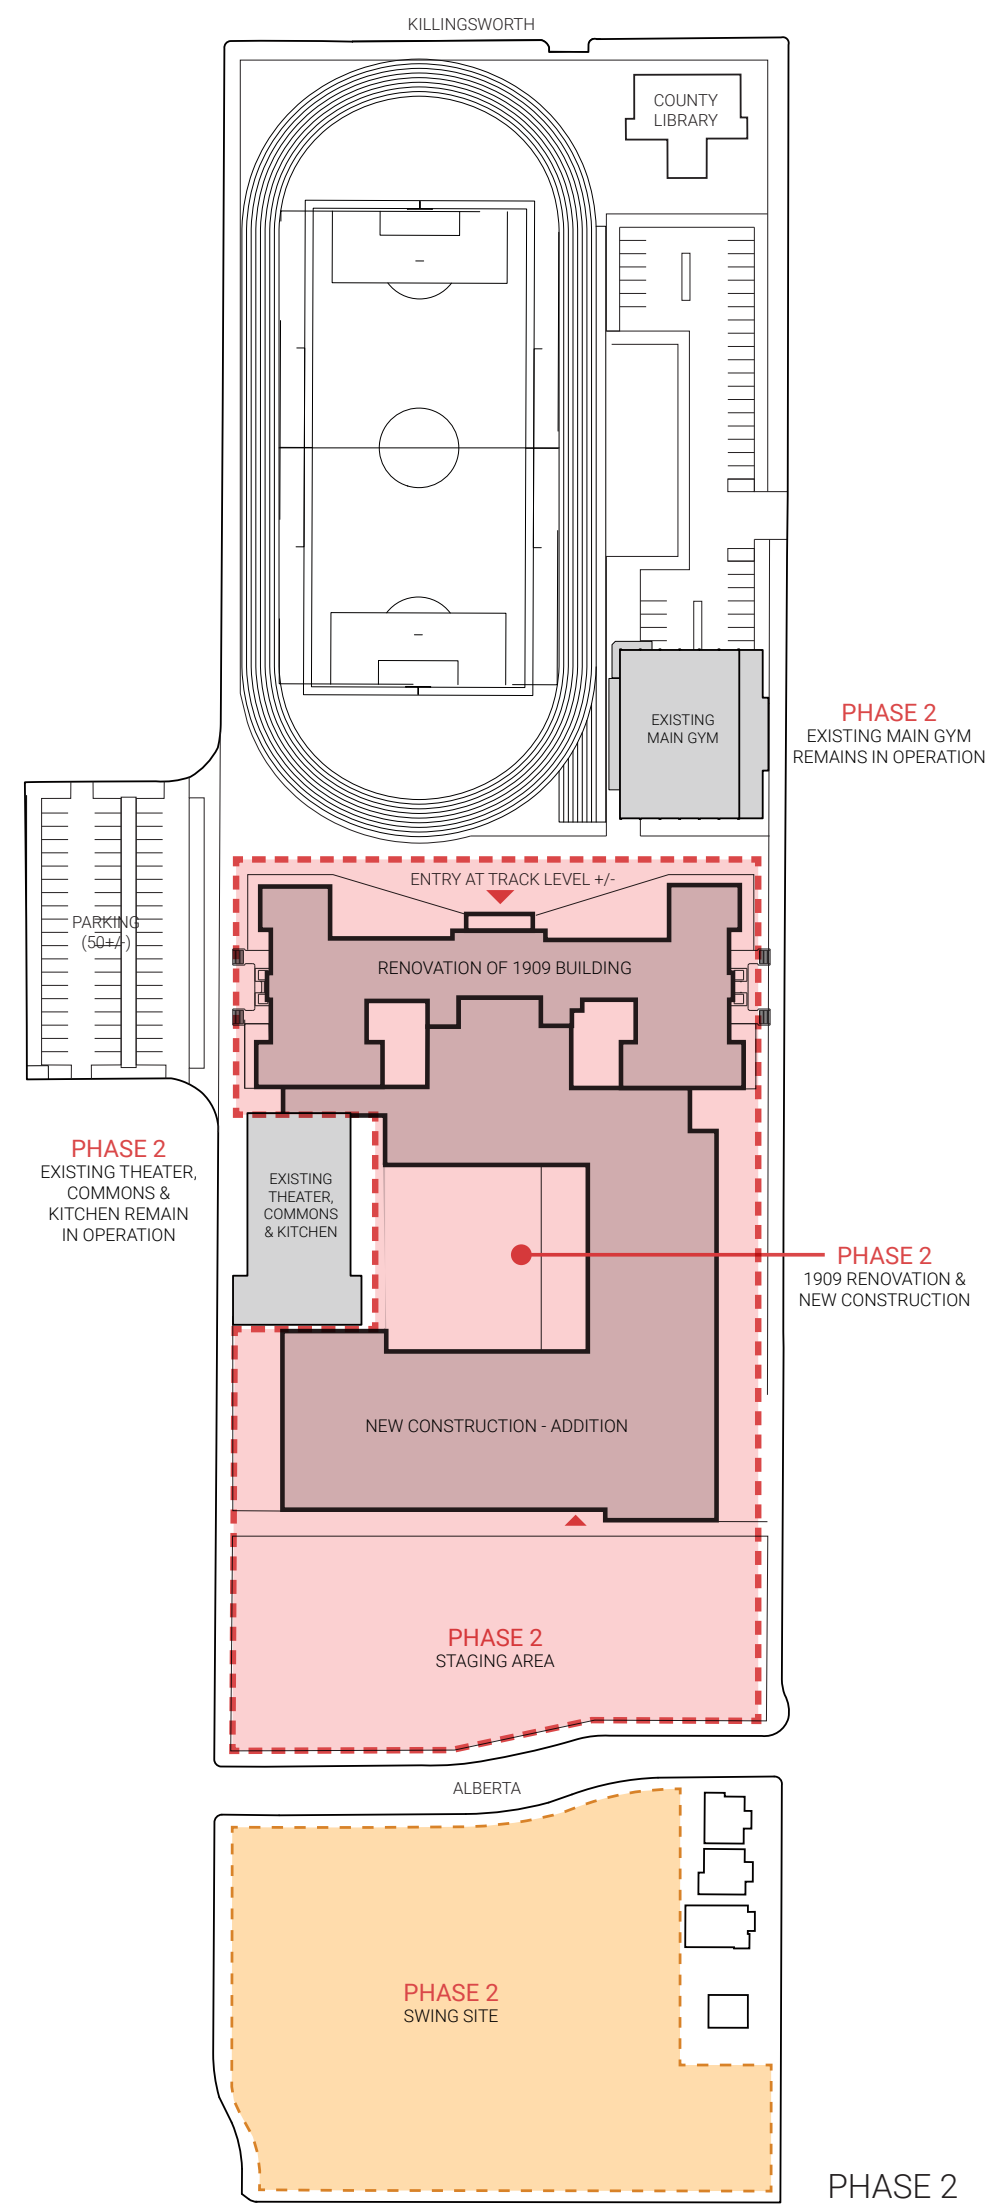 KILLINGSWORTH
COUNTY
LIBRARY
EXISTING
MAIN GYM
PHASE 2
EXISTING MAIN GYM
REMAINS IN OPERATION
ENTRY AT TRACK LEVEL +/-
PARKING
(50+/-)
RENOVATION OF 1909 BUILDING
PHASE 2
EXISTING THEATER,
COMMONS &
KITCHEN REMAIN
IN OPERATION
EXISTING
THEATER,
COMMONS
& KITCHEN
PHASE 2
1909 RENOVATION &
NEW CONSTRUCTION
NEW CONSTRUCTION - ADDITION
PHASE 2
STAGING AREA
ALBERTA
PHASE 2
SWING SITE
PHASE 2